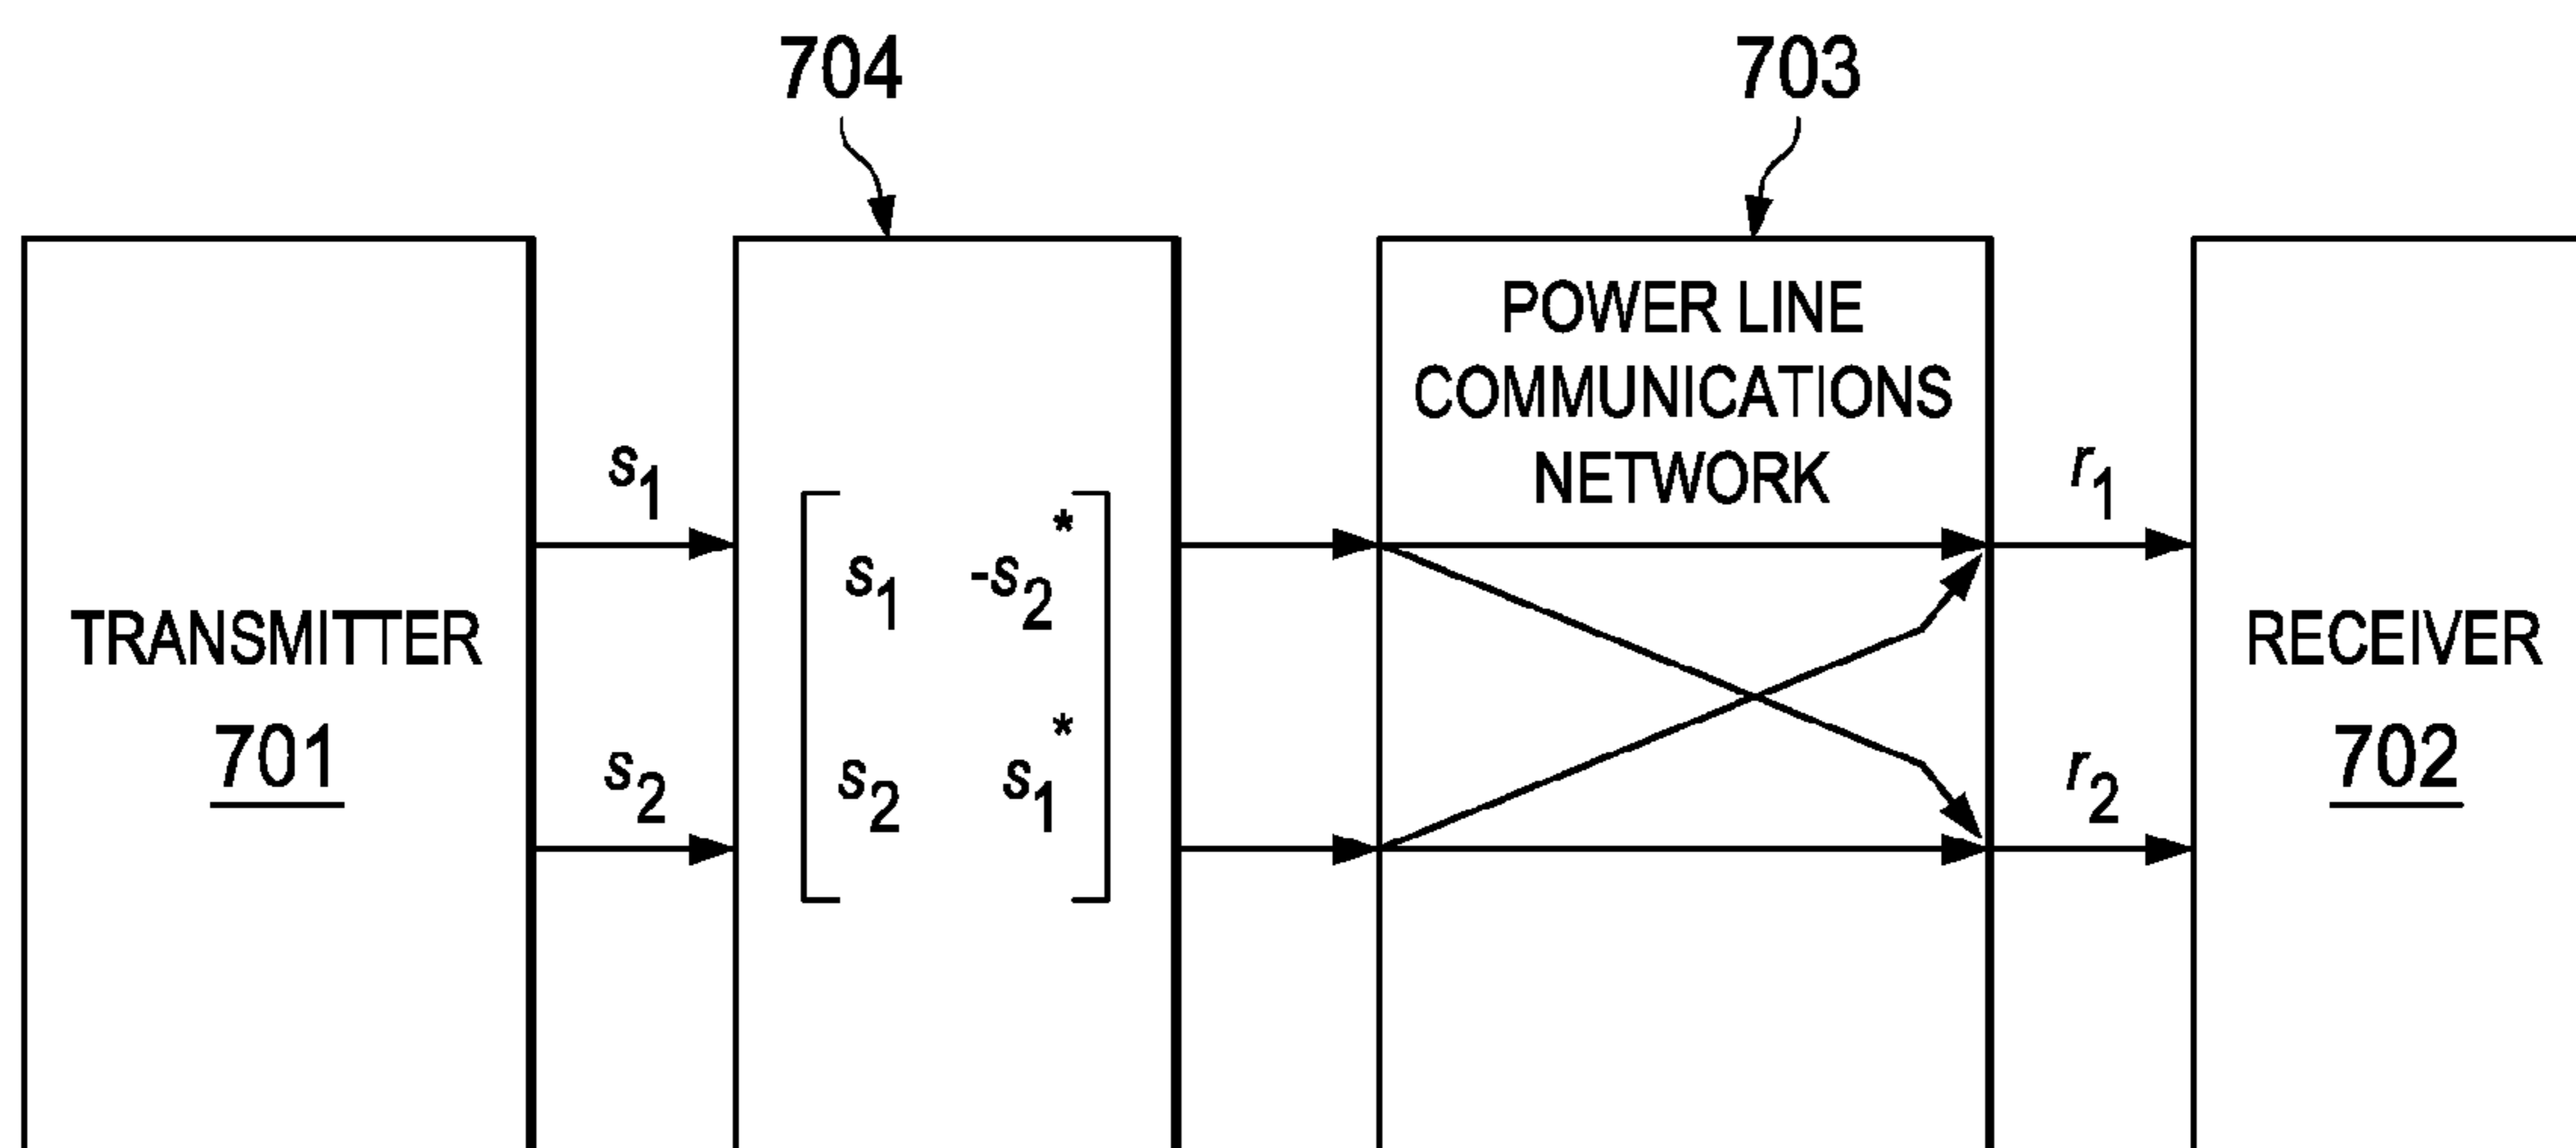 704
703
POWER LINE
COMMUNICATIONS
NETWORK
s1
r1
s1 -s2*
TRANSMITTER
701
RECEIVER
702
s2
s2 s1*
r2